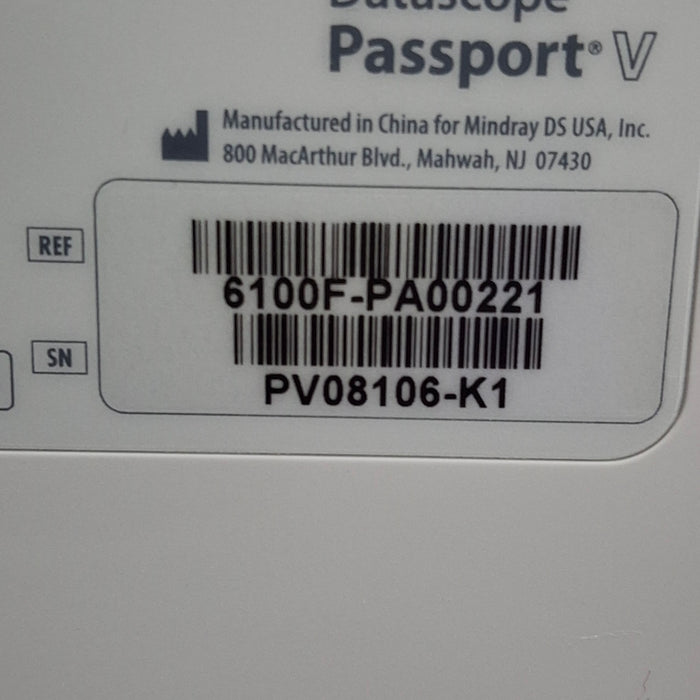 Datascope
Passport® V
Manufactured in China for Mindray DS USA, Inc.
800 MacArthur Blvd., Mahwah, NJ 07430
REF
6100F-PA00221
SN
PV08106-K1